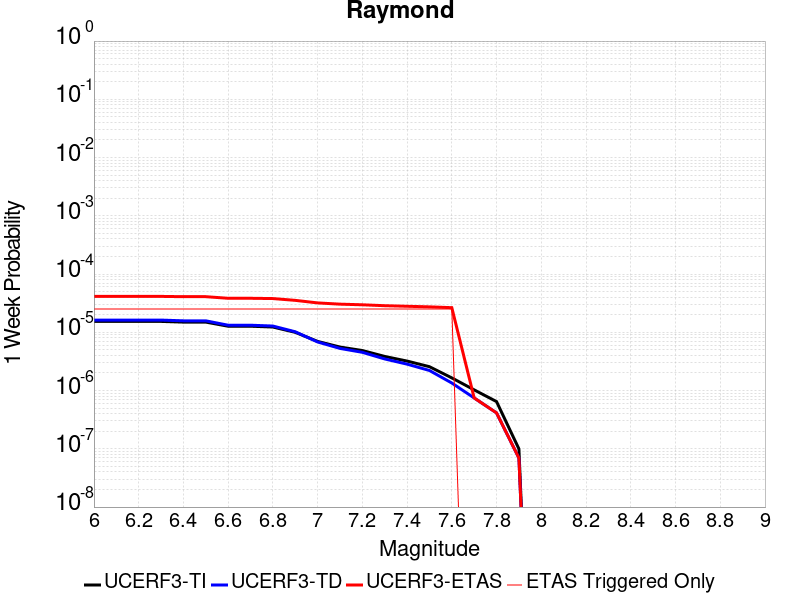 Raymond
10^0
10^-1
10^-2
10^-3
10^-4
10^-5
10^-6
10^-7
10^-8
1 Week Probability
6 6.2 6.4 6.6 6.8 7 7.2 7.4 7.6 7.8 8 8.2 8.4 8.6 8.8 9
Magnitude
UCERF3-TI UCERF3-TD UCERF3-ETAS ETAS Triggered Only